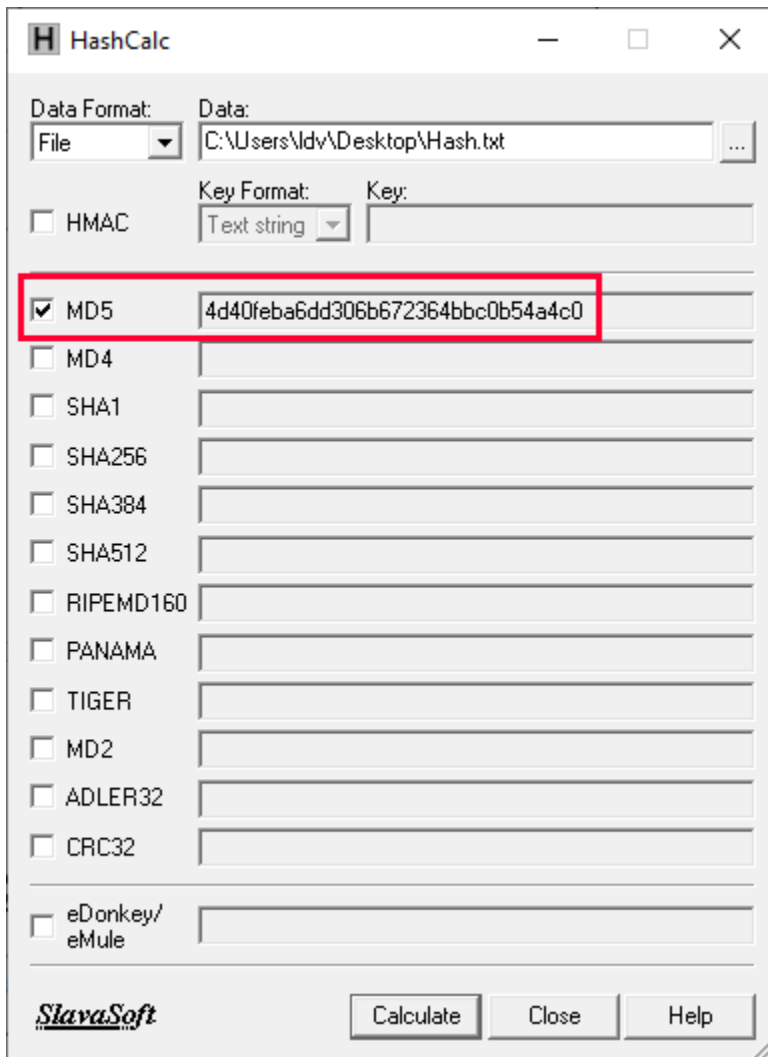 H HashCalc
Data Format: Data:
File C:\Users\ldv\Desktop\Hash.txt ...
Key Format: Key:
HMAC Text string
MD5 4d40feba6dd306b672364bbc0b54a4c0
MD4
SHA1
SHA256
SHA384
SHA512
RIPEMD160
PANAMA
TIGER
MD2
ADLER32
CRC32
eDonkey/
eMule
SlavaSoft Calculate Close Help